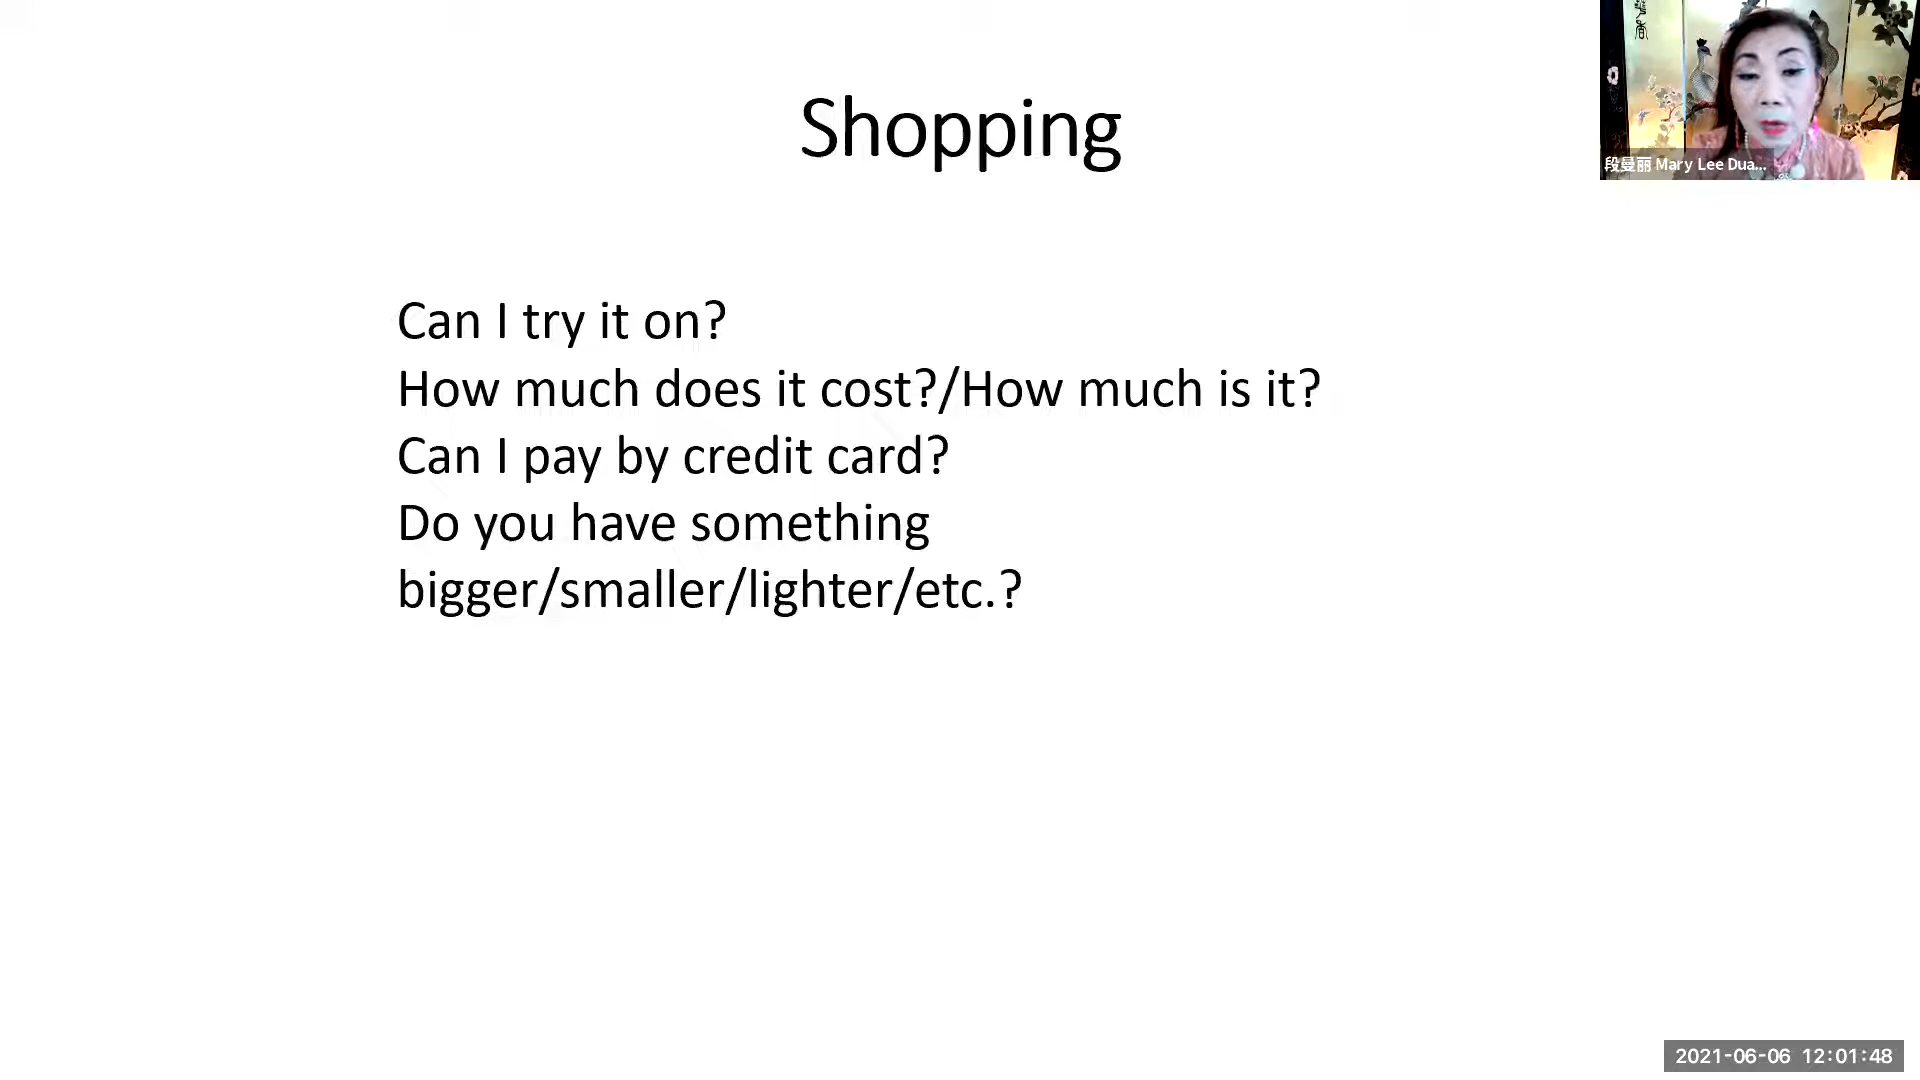 Shopping
Can I try it on?
How much does it cost?/How much is it?
Can I pay by credit card?
Do you have something
bigger/smaller/lighter/etc.?
段曼丽 Mary Lee Dua...
2021-06-06 12:01:48